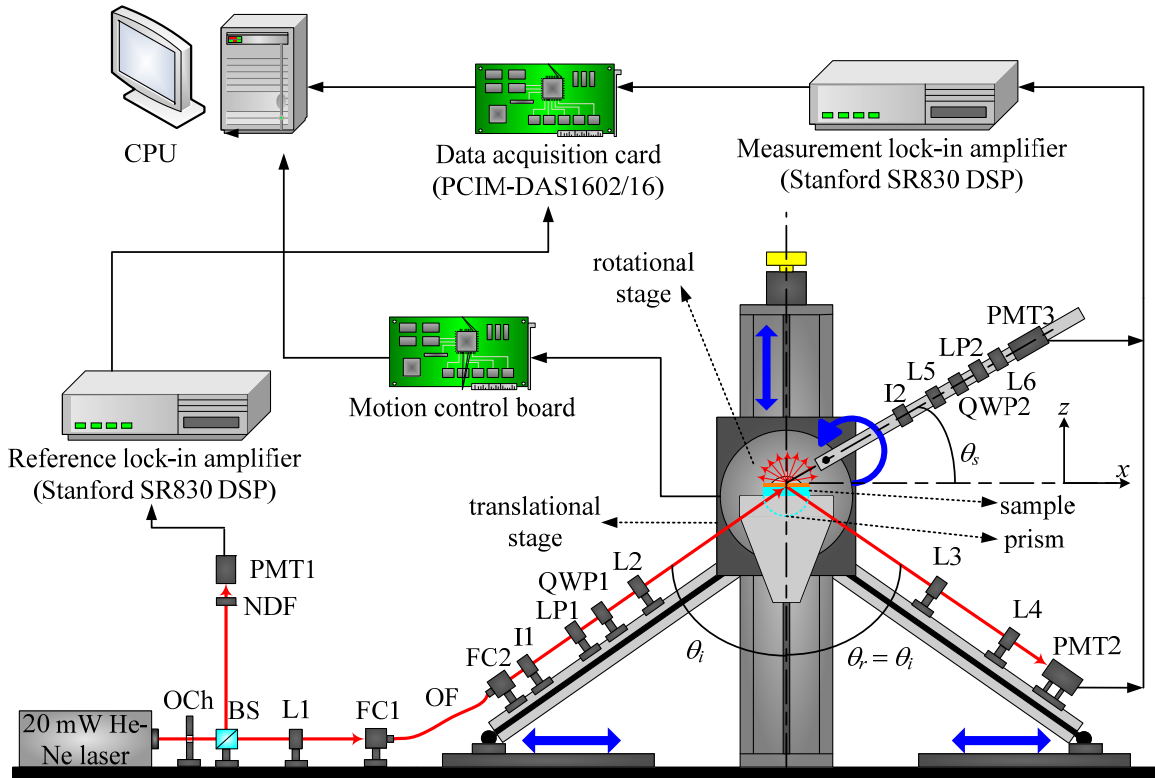 CPU
Data acquisition card
(PCIM-DAS1602/16)
Measurement lock-in amplifier
(Stanford SR830 DSP)
rotational
stage
PMT3
LP2
L5
I2
L6
QWP2
θs
z
x
Motion control board
Reference lock-in amplifier
(Stanford SR830 DSP)
translational
stage
sample
prism
PMT1
NDF
L2
QWP1
LP1
I1
FC2
L3
L4
PMT2
θi
θr = θi
OF
OCh
BS
L1
FC1
20 mW He-
Ne laser